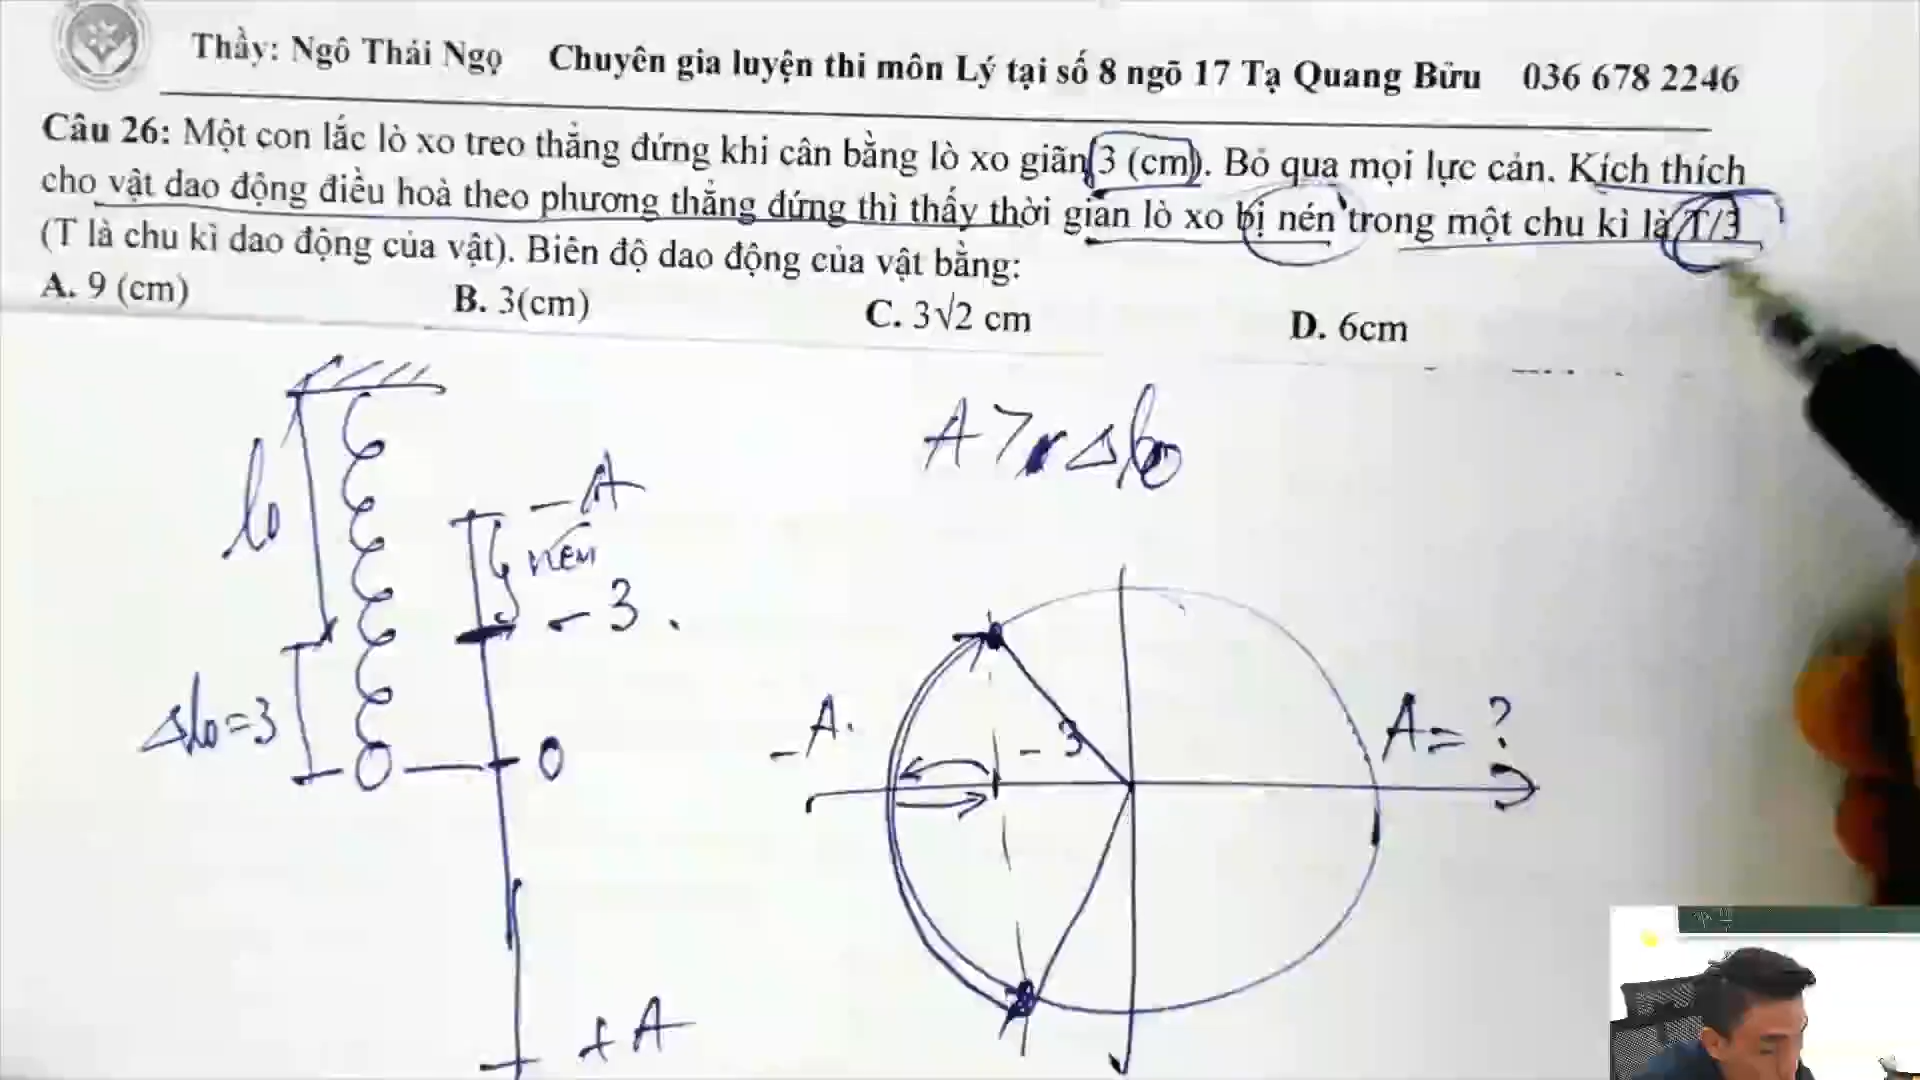 Thầy: Ngô Thái Ngọ Chuyên gia luyện thi môn Lý tại số 8 ngõ 17 Tạ Quang Bửu 036 678 2246
Câu 26: Một con lắc lò xo treo thẳng đứng khi cân bằng lò xo giãn 3 (cm). Bỏ qua mọi lực cản. Kích thích
cho vật dao động điều hoà theo phương thẳng đứng thì thấy thời gian lò xo bị nén trong một chu kì là T/3
(T là chu kì dao động của vật). Biên độ dao động của vật bằng:
A. 9 (cm) B. 3(cm) C. 3√2 cm D. 6cm
A > Δl0
-A
l0
nén
-3
-A
-3
A = ?
Δl0=3
0
+A